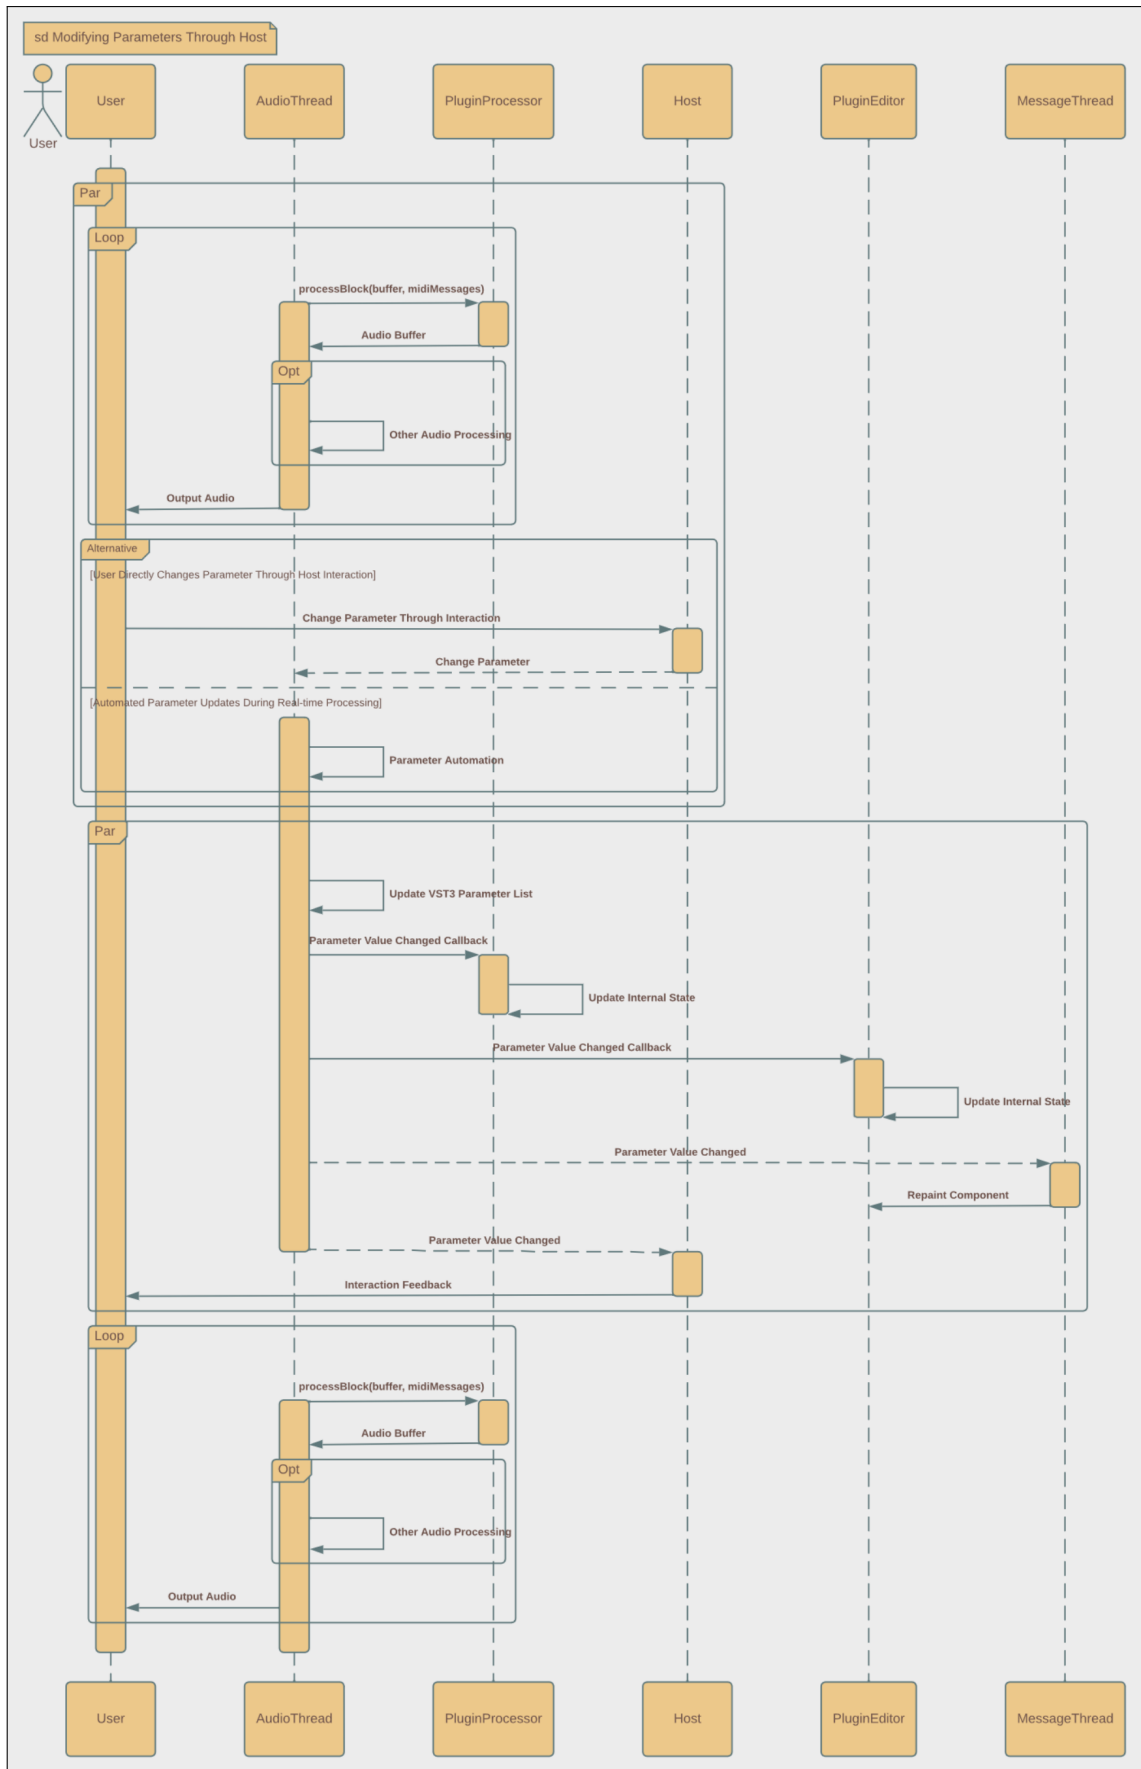 sd Modifying Parameters Through Host
User
User
AudioThread
PluginProcessor
Host
PluginEditor
MessageThread
Par
Loop
processBlock(buffer, midiMessages)
Audio Buffer
Opt
Other Audio Processing
Output Audio
Alternative
[User Directly Changes Parameter Through Host Interaction]
Change Parameter Through Interaction
Change Parameter
[Automated Parameter Updates During Real-time Processing]
Parameter Automation
Par
Update VST3 Parameter List
Parameter Value Changed Callback
Update Internal State
Parameter Value Changed Callback
Update Internal State
Parameter Value Changed
Repaint Component
Parameter Value Changed
Interaction Feedback
Loop
processBlock(buffer, midiMessages)
Audio Buffer
Opt
Other Audio Processing
Output Audio
User
AudioThread
PluginProcessor
Host
PluginEditor
MessageThread